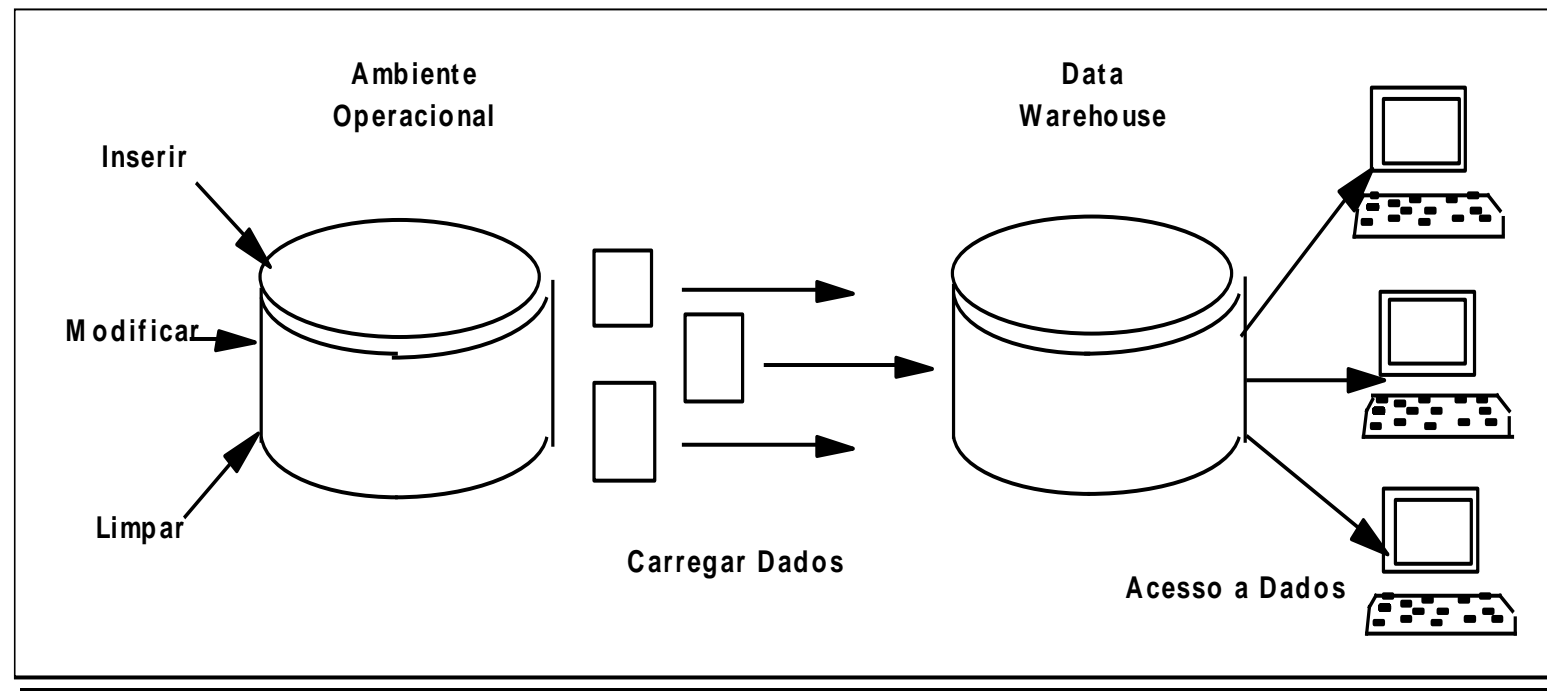 Ambiente
Operacional
Data
Warehouse
Inserir
Modificar
Limpar
Carregar Dados
Acesso a Dados